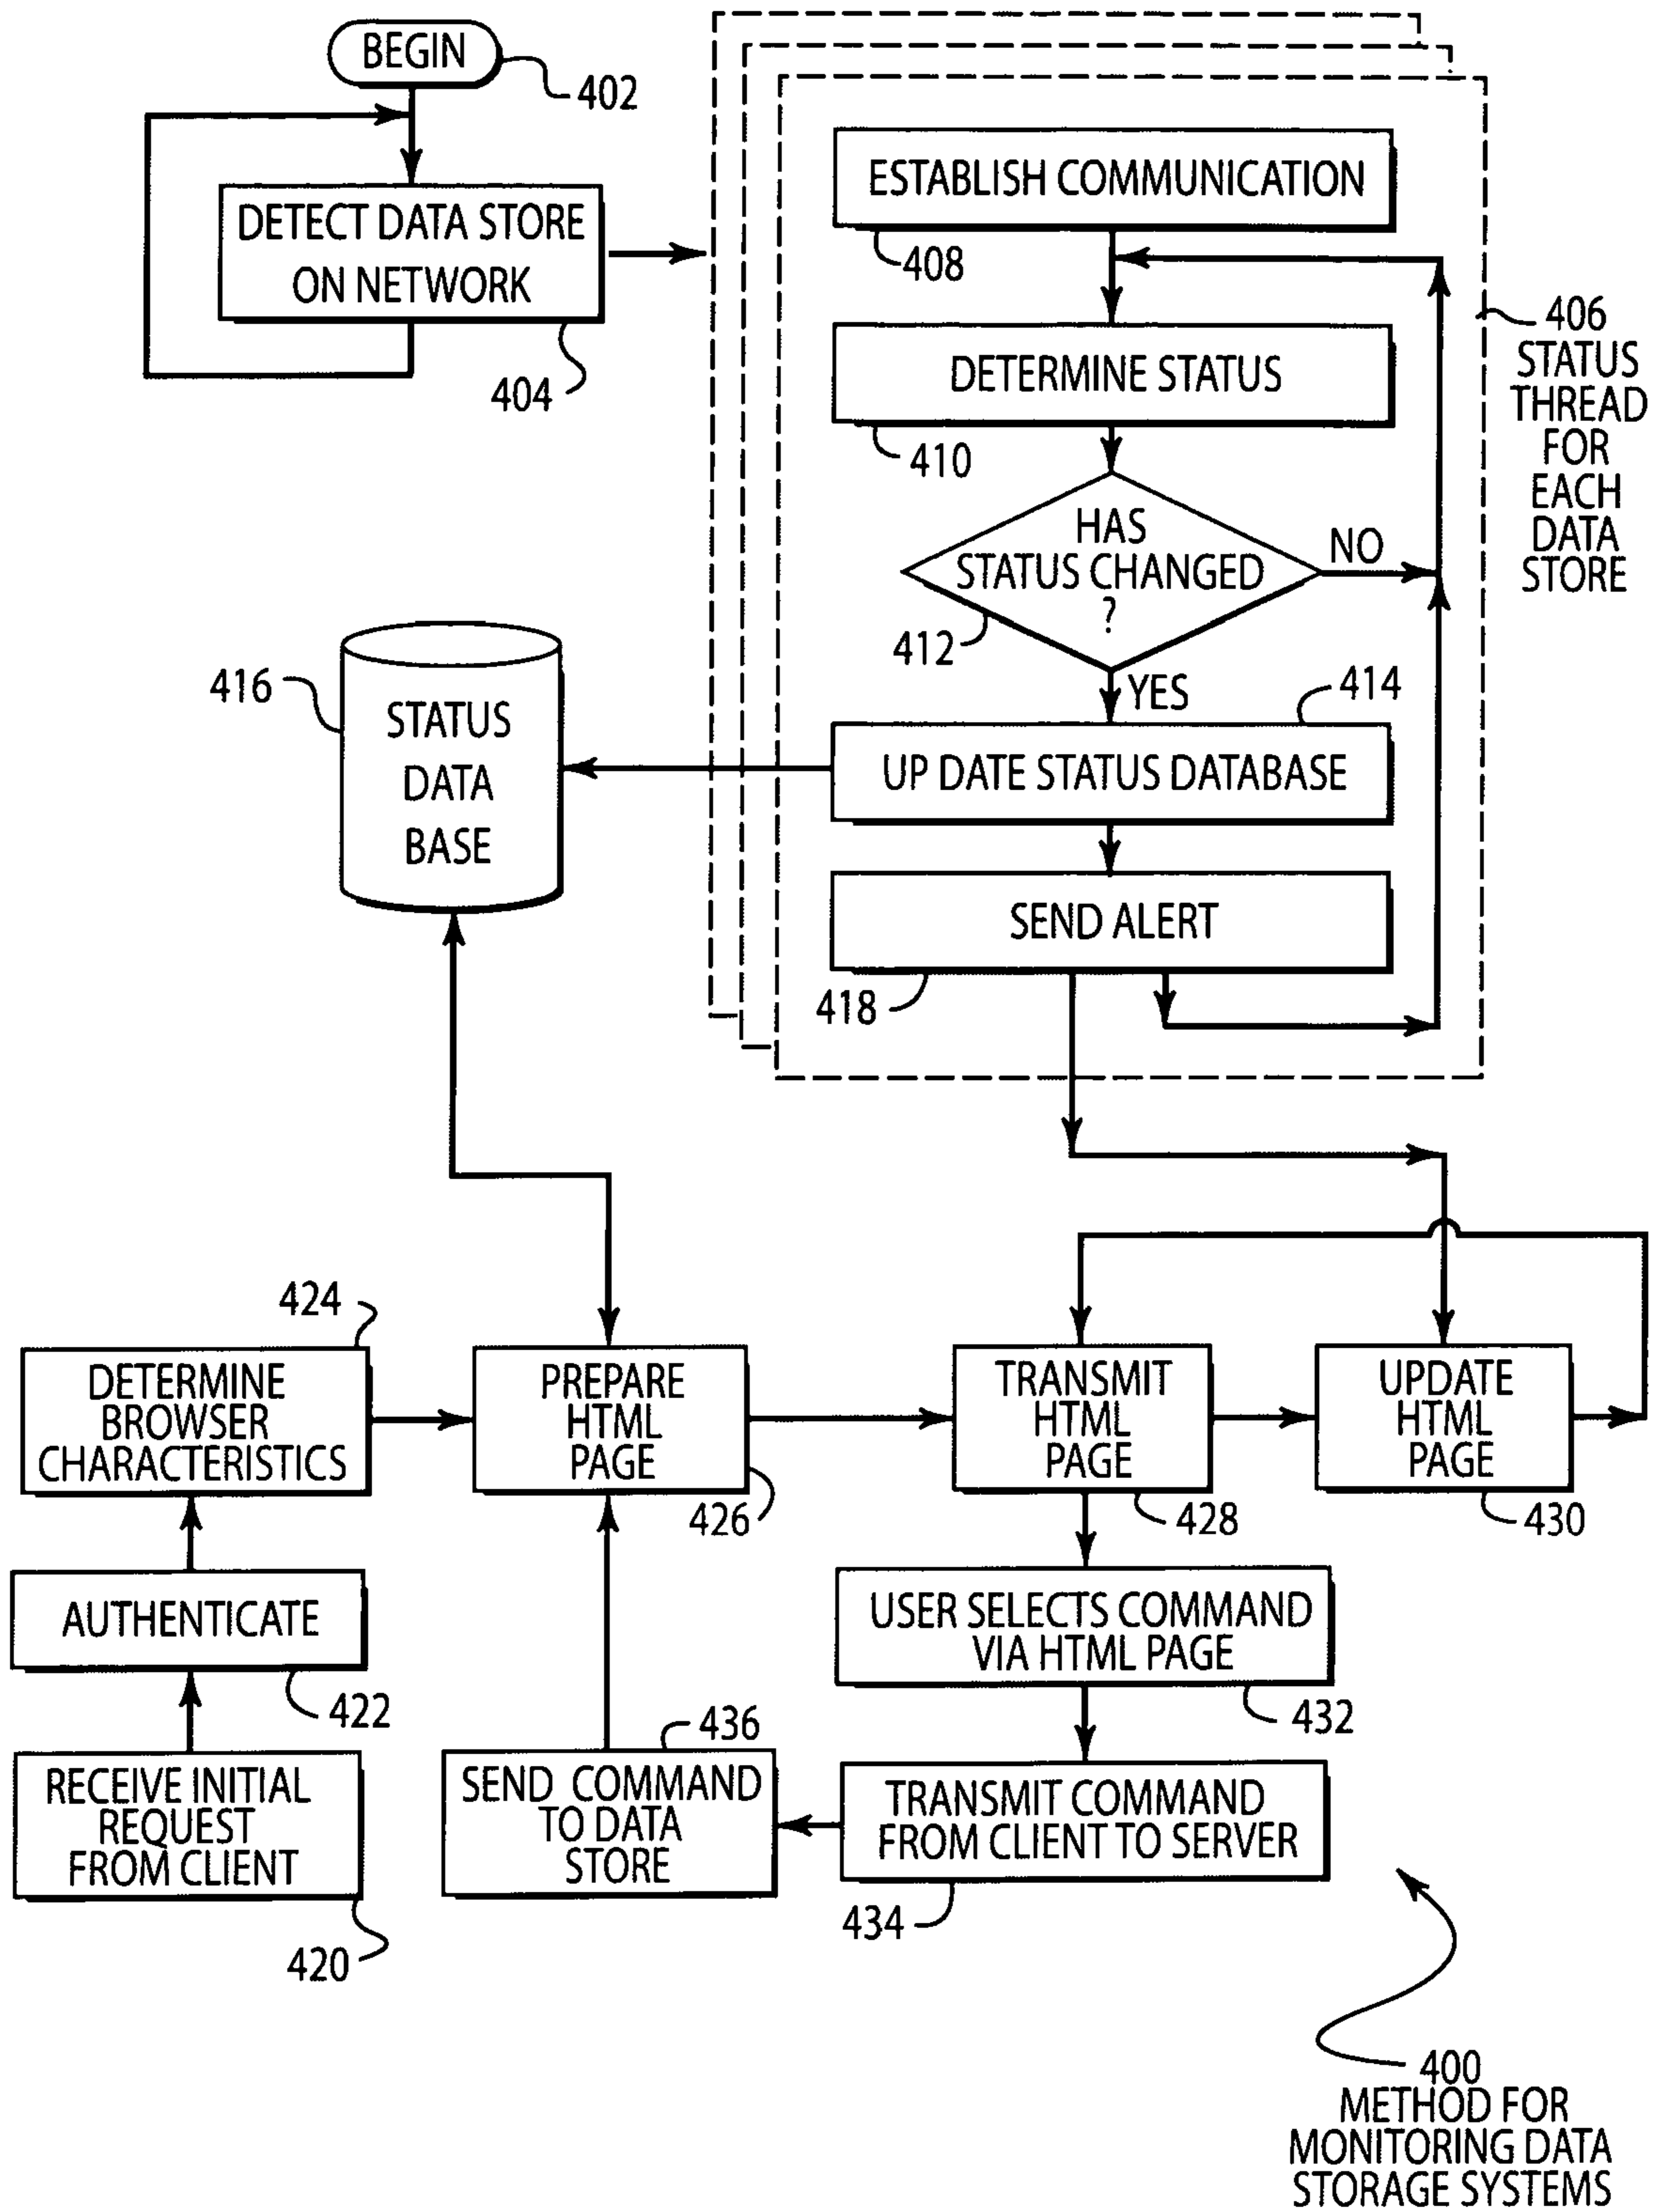 BEGIN
402
DETECT DATA STORE
ON NETWORK
404
ESTABLISH COMMUNICATION
408
DETERMINE STATUS
410
HAS
STATUS CHANGED
?
NO
412
YES
406
STATUS
THREAD
FOR
EACH
DATA
STORE
414
UP DATE STATUS DATABASE
416
STATUS
DATA
BASE
SEND ALERT
418
424
DETERMINE
BROWSER
CHARACTERISTICS
PREPARE
HTML
PAGE
426
TRANSMIT
HTML
PAGE
428
UPDATE
HTML
PAGE
430
AUTHENTICATE
422
USER SELECTS COMMAND
VIA HTML PAGE
432
RECEIVE INITIAL
REQUEST
FROM CLIENT
420
436
SEND COMMAND
TO DATA
STORE
TRANSMIT COMMAND
FROM CLIENT TO SERVER
434
400
METHOD FOR
MONITORING DATA
STORAGE SYSTEMS